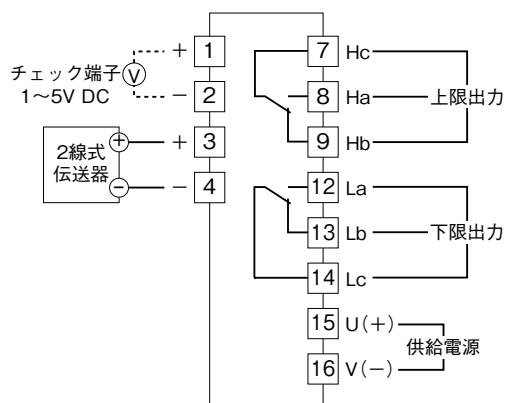 チェック端子
1～5V DC
V
+ 1
− 2
2線式
伝送器
+ + 3
− − 4
7 Hc
8 Ha
9 Hb
上限出力
12 La
13 Lb
14 Lc
下限出力
15 U(+)
16 V(−)
供給電源